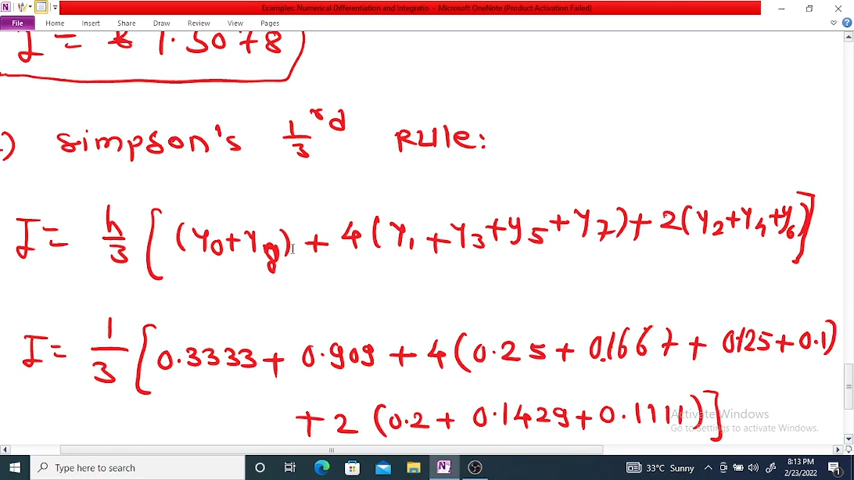 Examples: Numerical Differentiation and Integratio - Microsoft OneNote (Product Activation Failed)
File Home Insert Share Draw Review View Pages
I = 1.5078
) Simpson's 1/3 rd RULE:
I = h/3 [(Y0+Y8) + 4(Y1+Y3+Y5+Y7) + 2(Y2+Y4+Y6)]
I = 1/3 [0.3333 + 0.909 + 4(0.25 + 0.1667 + 0.125 + 0.1)
+ 2 (0.2 + 0.1429 + 0.1111)]
Activate Windows
Go to Settings to activate Windows.
Type here to search
33°C Sunny
8:13 PM
2/23/2022